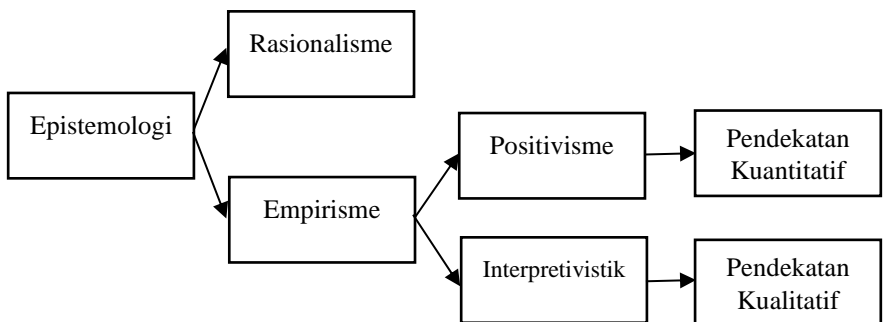 Rasionalisme
Epistemologi
Positivisme
Pendekatan
Kuantitatif
Empirisme
Interpretivistik
Pendekatan
Kualitatif